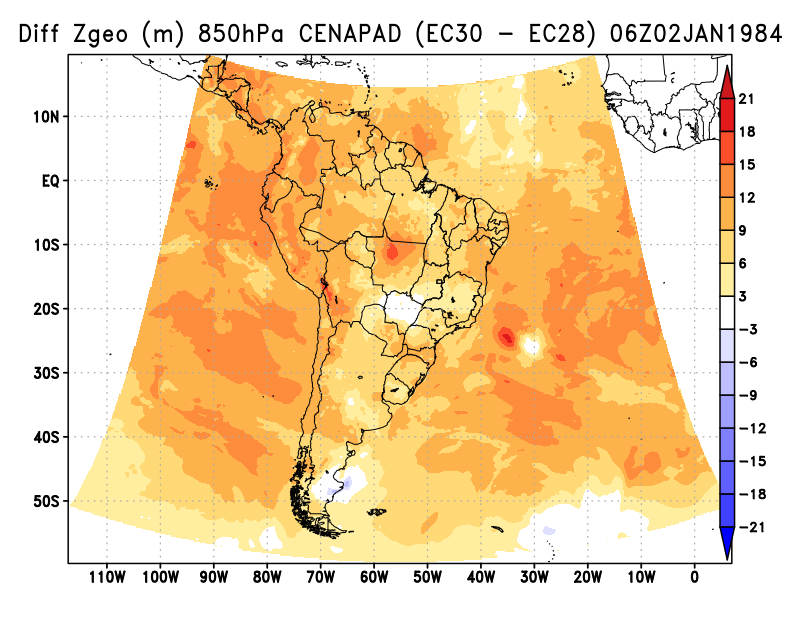 Diff Zgeo (m) 850hPa CENAPAD (EC30 − EC28) 06Z02JAN1984
10N
EQ
10S
20S
30S
40S
50S
110W 100W 90W 80W 70W 60W 50W 40W 30W 20W 10W 0
21
18
15
12
9
6
3
−3
−6
−9
−12
−15
−18
−21